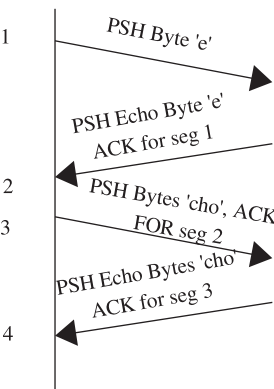 1
PSH Byte 'e'
PSH Echo Byte 'e'
ACK for seg 1
2
PSH Bytes 'cho', ACK
3
FOR seg 2
PSH Echo Bytes 'cho'
ACK for seg 3
4